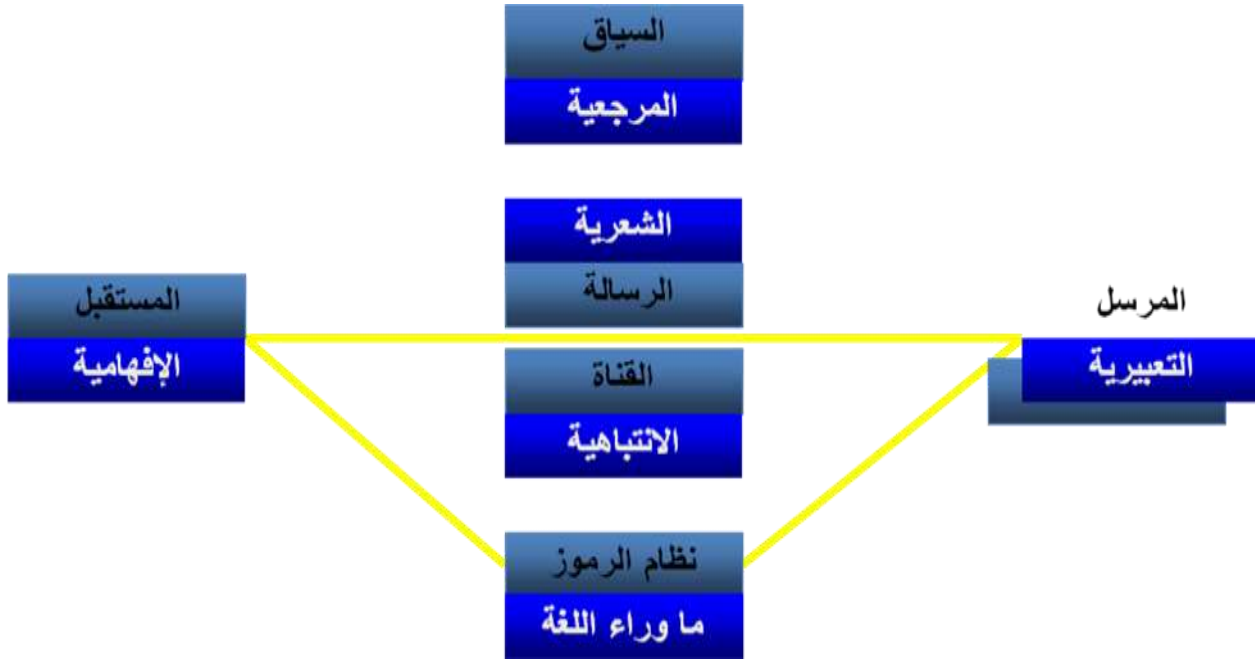 السياق
المرجعية
الشعرية
الرسالة
المرسل
التعبيرية
المستقبل
الإفهامية
القناة
الانتباهية
نظام الرموز
ما وراء اللغة